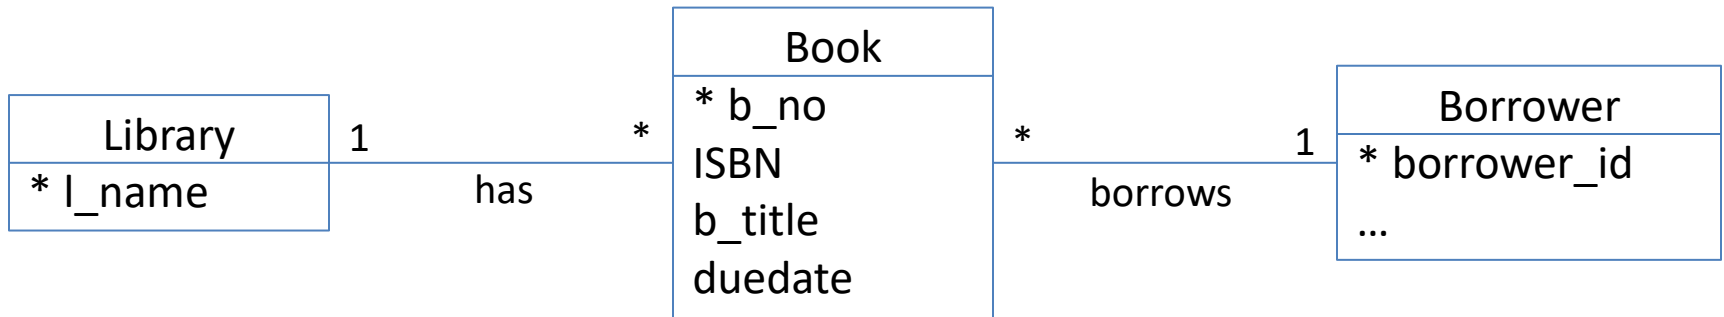 Library
* l_name
1
*
has
Book
* b_no
ISBN
b_title
duedate
*
1
borrows
Borrower
* borrower_id
...